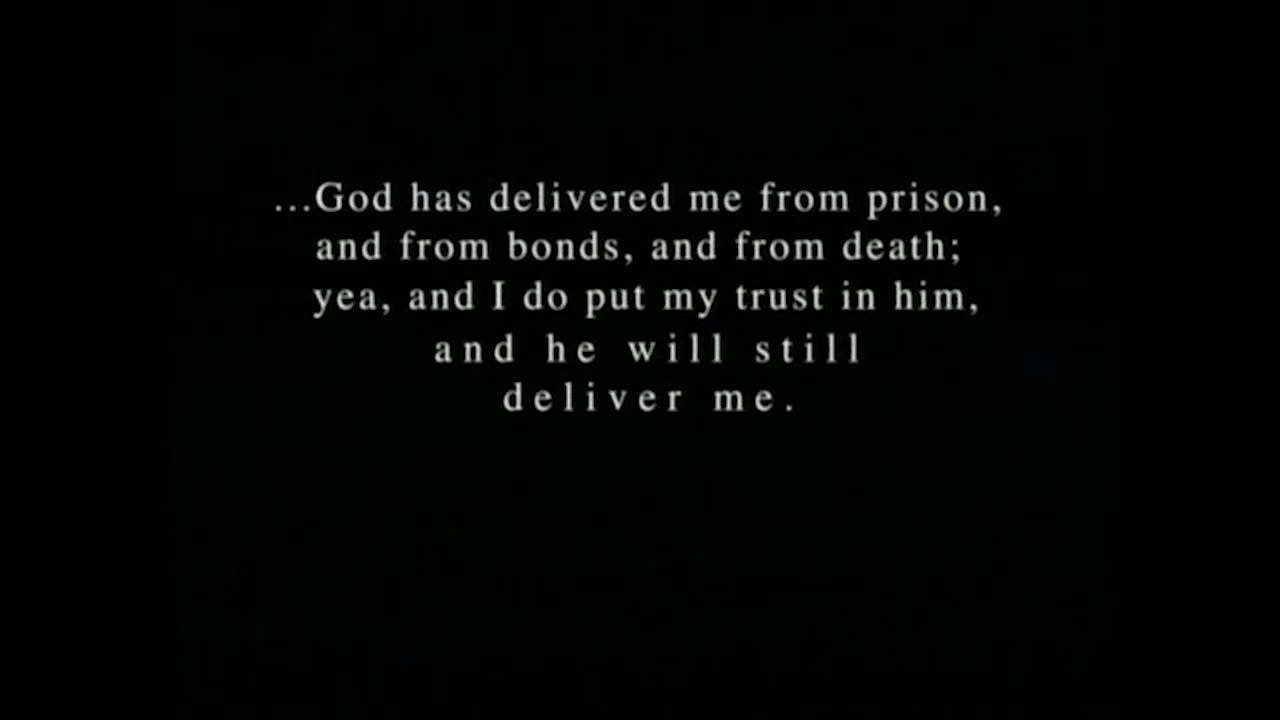 ...God has delivered me from prison,
and from bonds, and from death;
yea, and I do put my trust in him,
and he will still
deliver me.